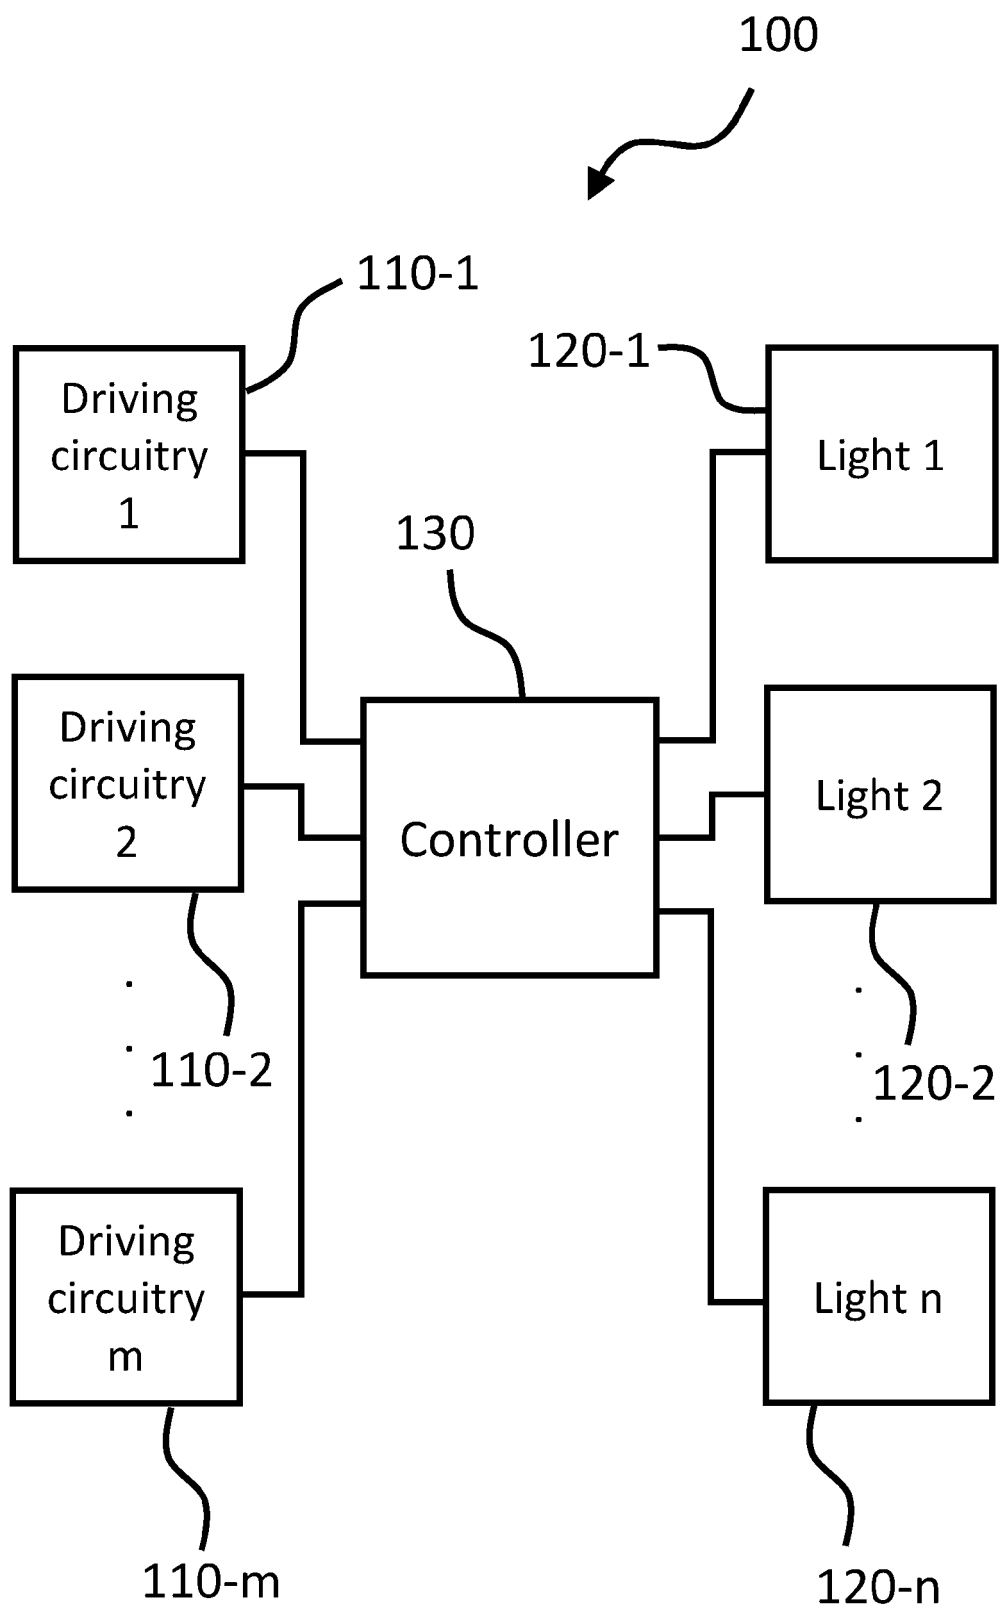 100
110-1
120-1
Driving
circuitry
1
Light 1
130
Driving
circuitry
2
Controller
Light 2
110-2
120-2
Driving
circuitry
m
Light n
110-m
120-n